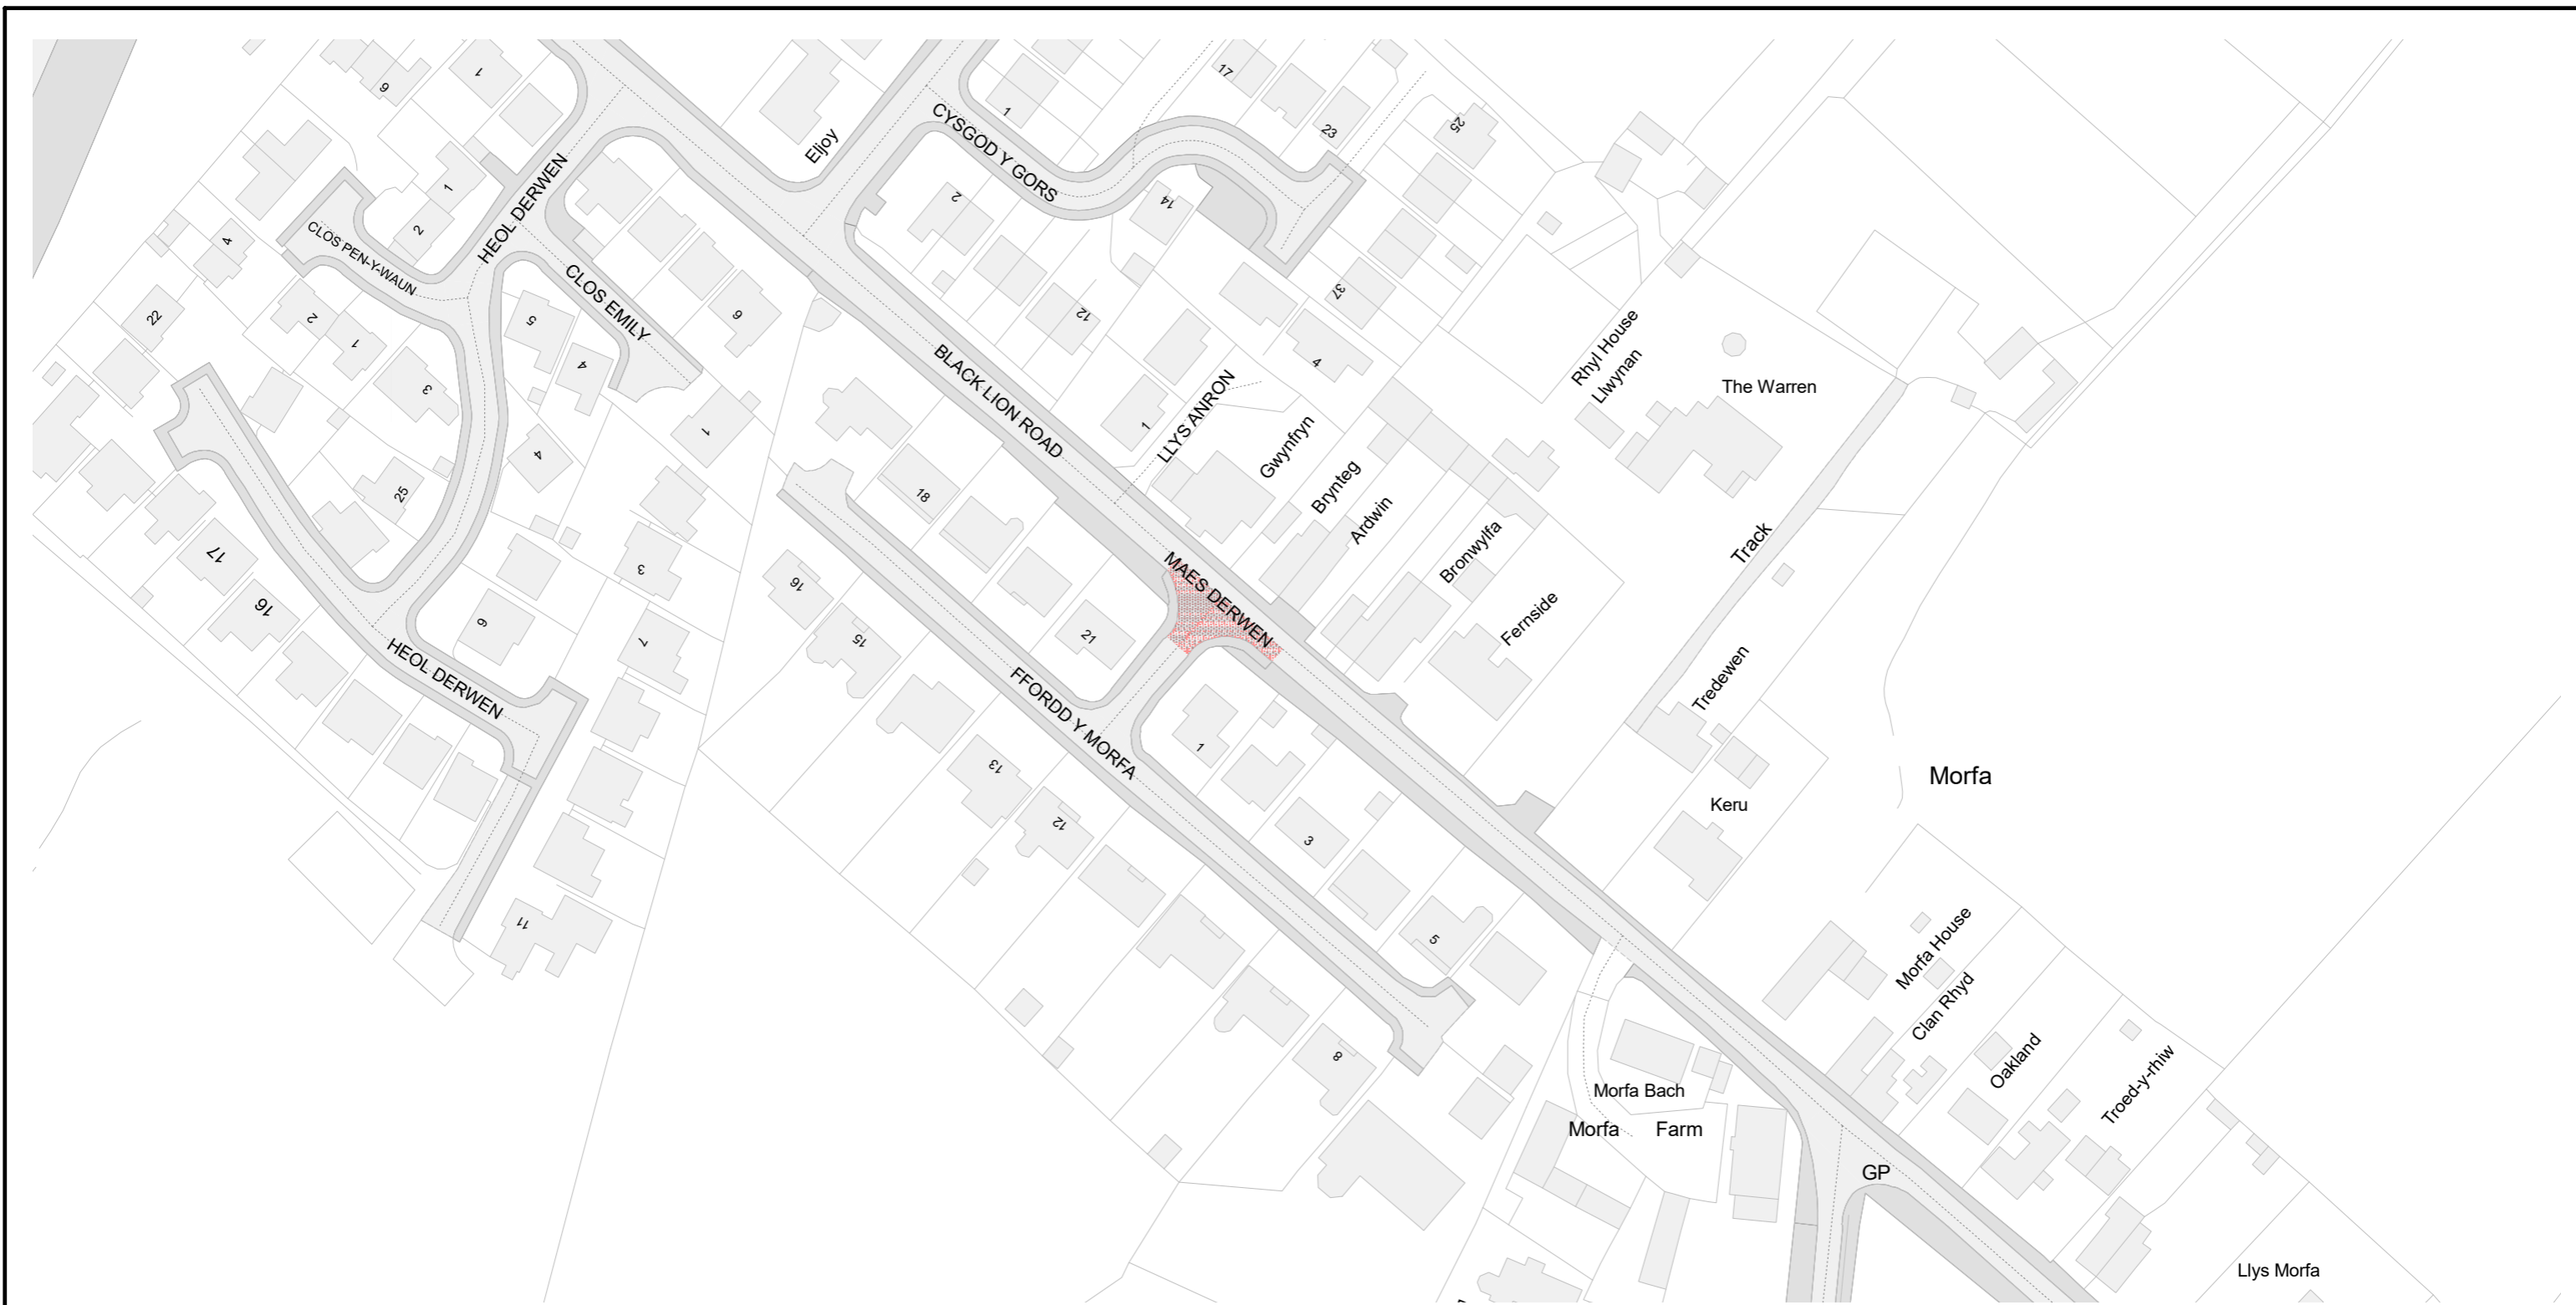 9
1
Eljoy
CYSGOD Y GORS
1
17
23
25
HEOL DERWEN
1
2
CLOS PEN-Y-WAUN
4
22
2
1
3
CLOS EMILY
5
4
6
1
2
14
12
37
4
BLACK LION ROAD
1
LLYS ANRON
Gwynfryn
Brynteg
Ardwin
Bronwylfa
Fernside
Rhyl House
Llwynan
The Warren
Track
Tredewen
Keru
Morfa
25
4
3
17
16
6
7
HEOL DERWEN
11
18
16
15
21
MAES DERWEN
FFORDD Y MORFA
1
13
12
3
5
8
Morfa House
Clan Rhyd
Oakland
Troed-y-rhiw
Morfa Bach
Morfa Farm
GP
Llys Morfa